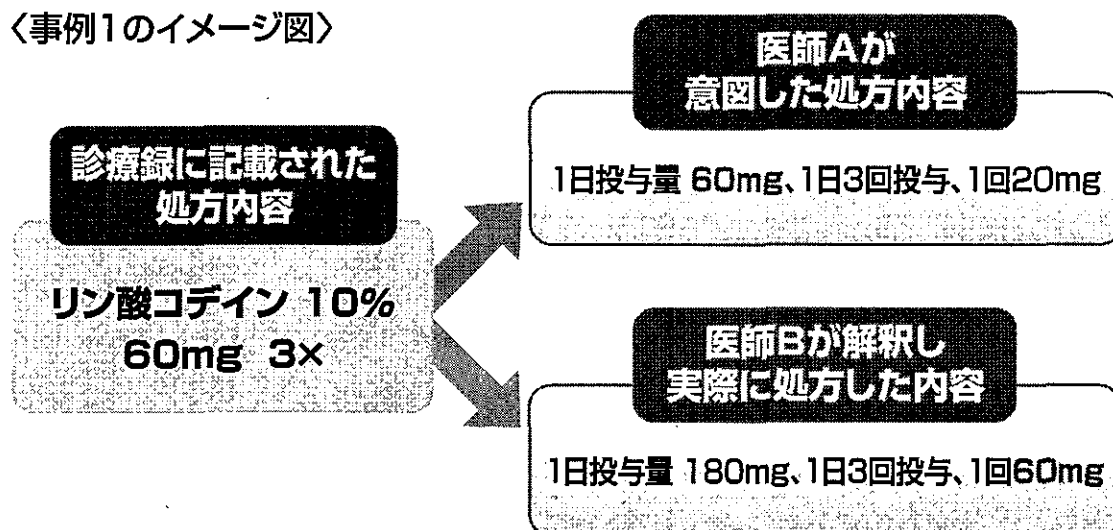 〈事例1のイメージ図〉
診療録に記載された
処方内容
リン酸コデイン 10%
60mg 3×
医師Aが
意図した処方内容
1日投与量 60mg、1日3回投与、1回20mg
医師Bが解釈し
実際に処方した内容
1日投与量 180mg、1日3回投与、1回60mg